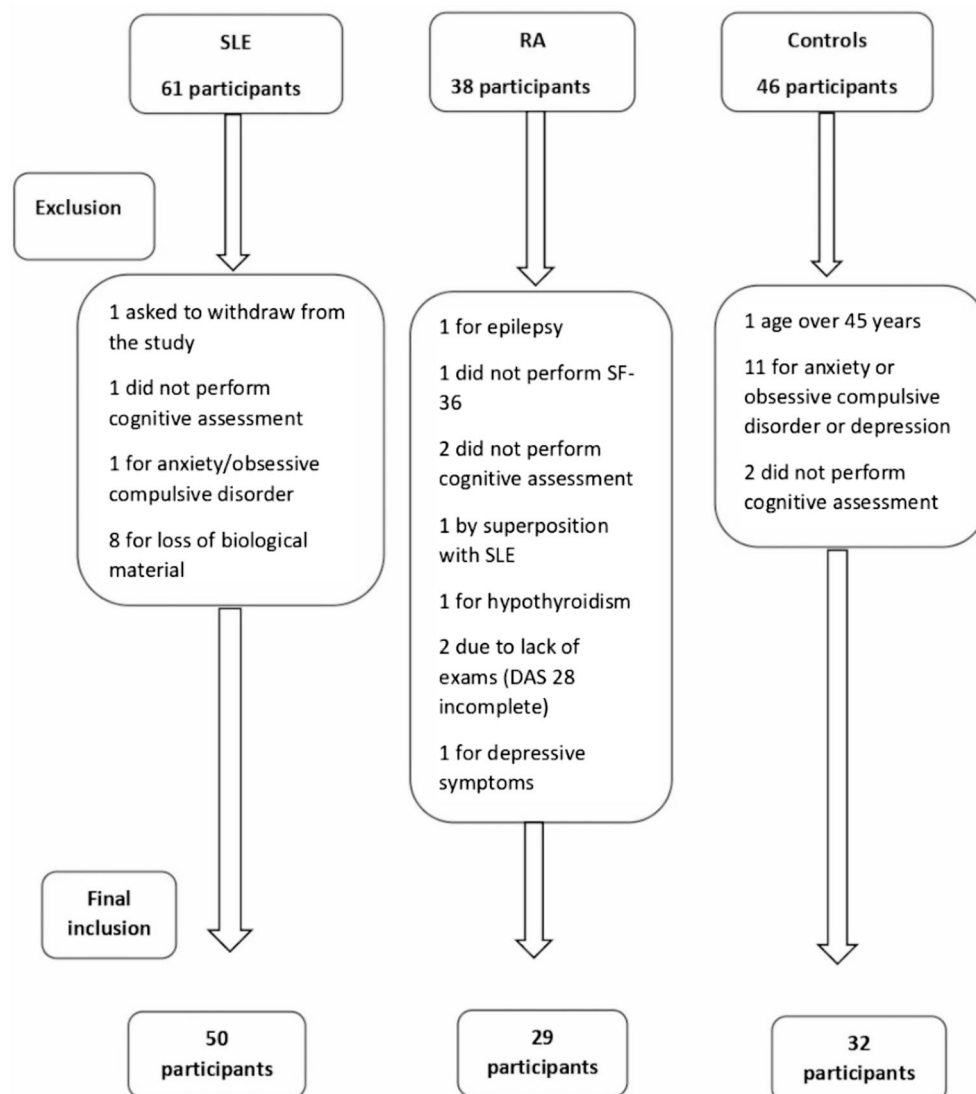 SLE
61 participants
RA
38 participants
Controls
46 participants
Exclusion
1 asked to withdraw from
the study
1 did not perform
cognitive assessment
1 for anxiety/obsessive
compulsive disorder
8 for loss of biological
material
1 for epilepsy
1 did not perform SF-
36
2 did not perform
cognitive assessment
1 by superposition
with SLE
1 for hypothyroidism
2 due to lack of
exams (DAS 28
incomplete)
1 for depressive
symptoms
1 age over 45 years
11 for anxiety or
obsessive compulsive
disorder or depression
2 did not perform
cognitive assessment
Final
inclusion
50
participants
29
participants
32
participants